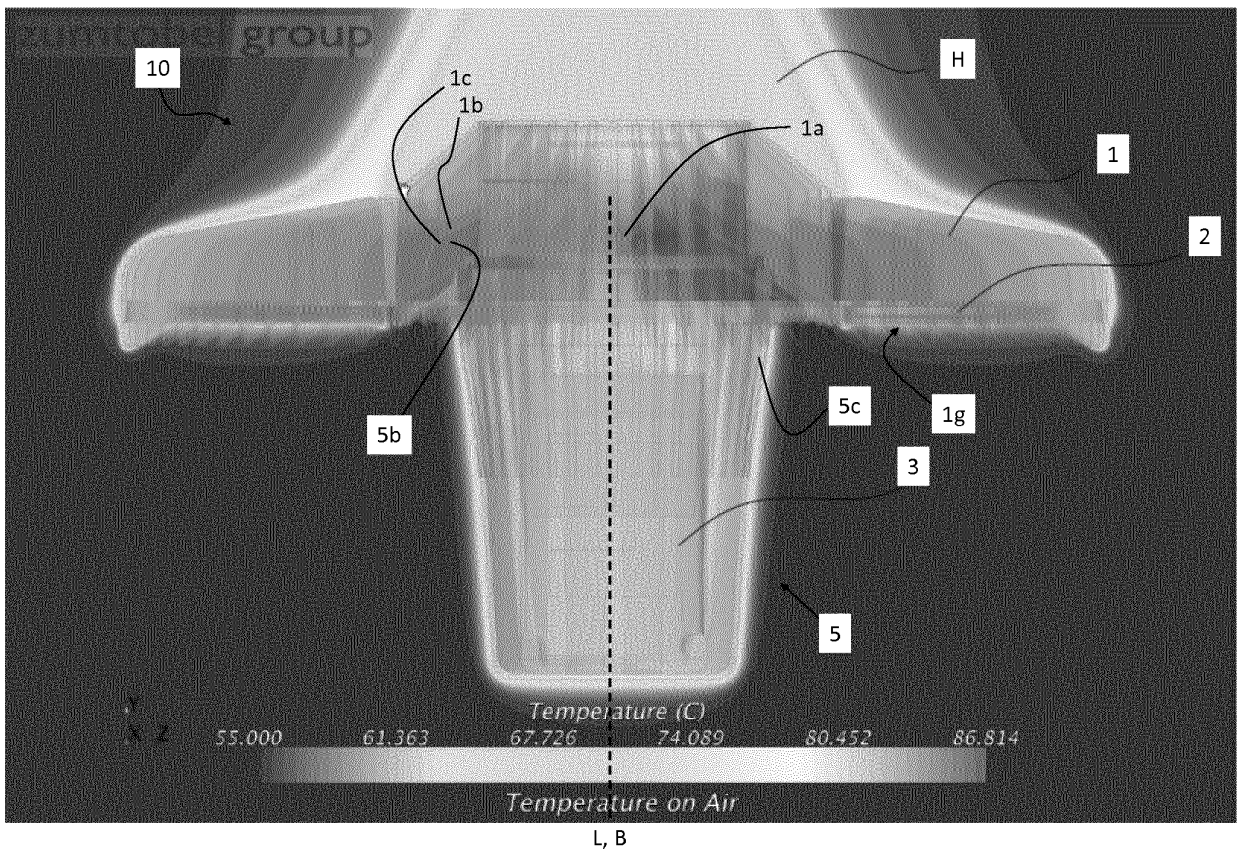 zumtobel group
10
H
1c
1b
1a
1
2
5b
5c
1g
3
5
Y
X Z
Temperature (C)
55.000 61.363 67.726 74.089 80.452 86.814
Temperature on Air
L, B